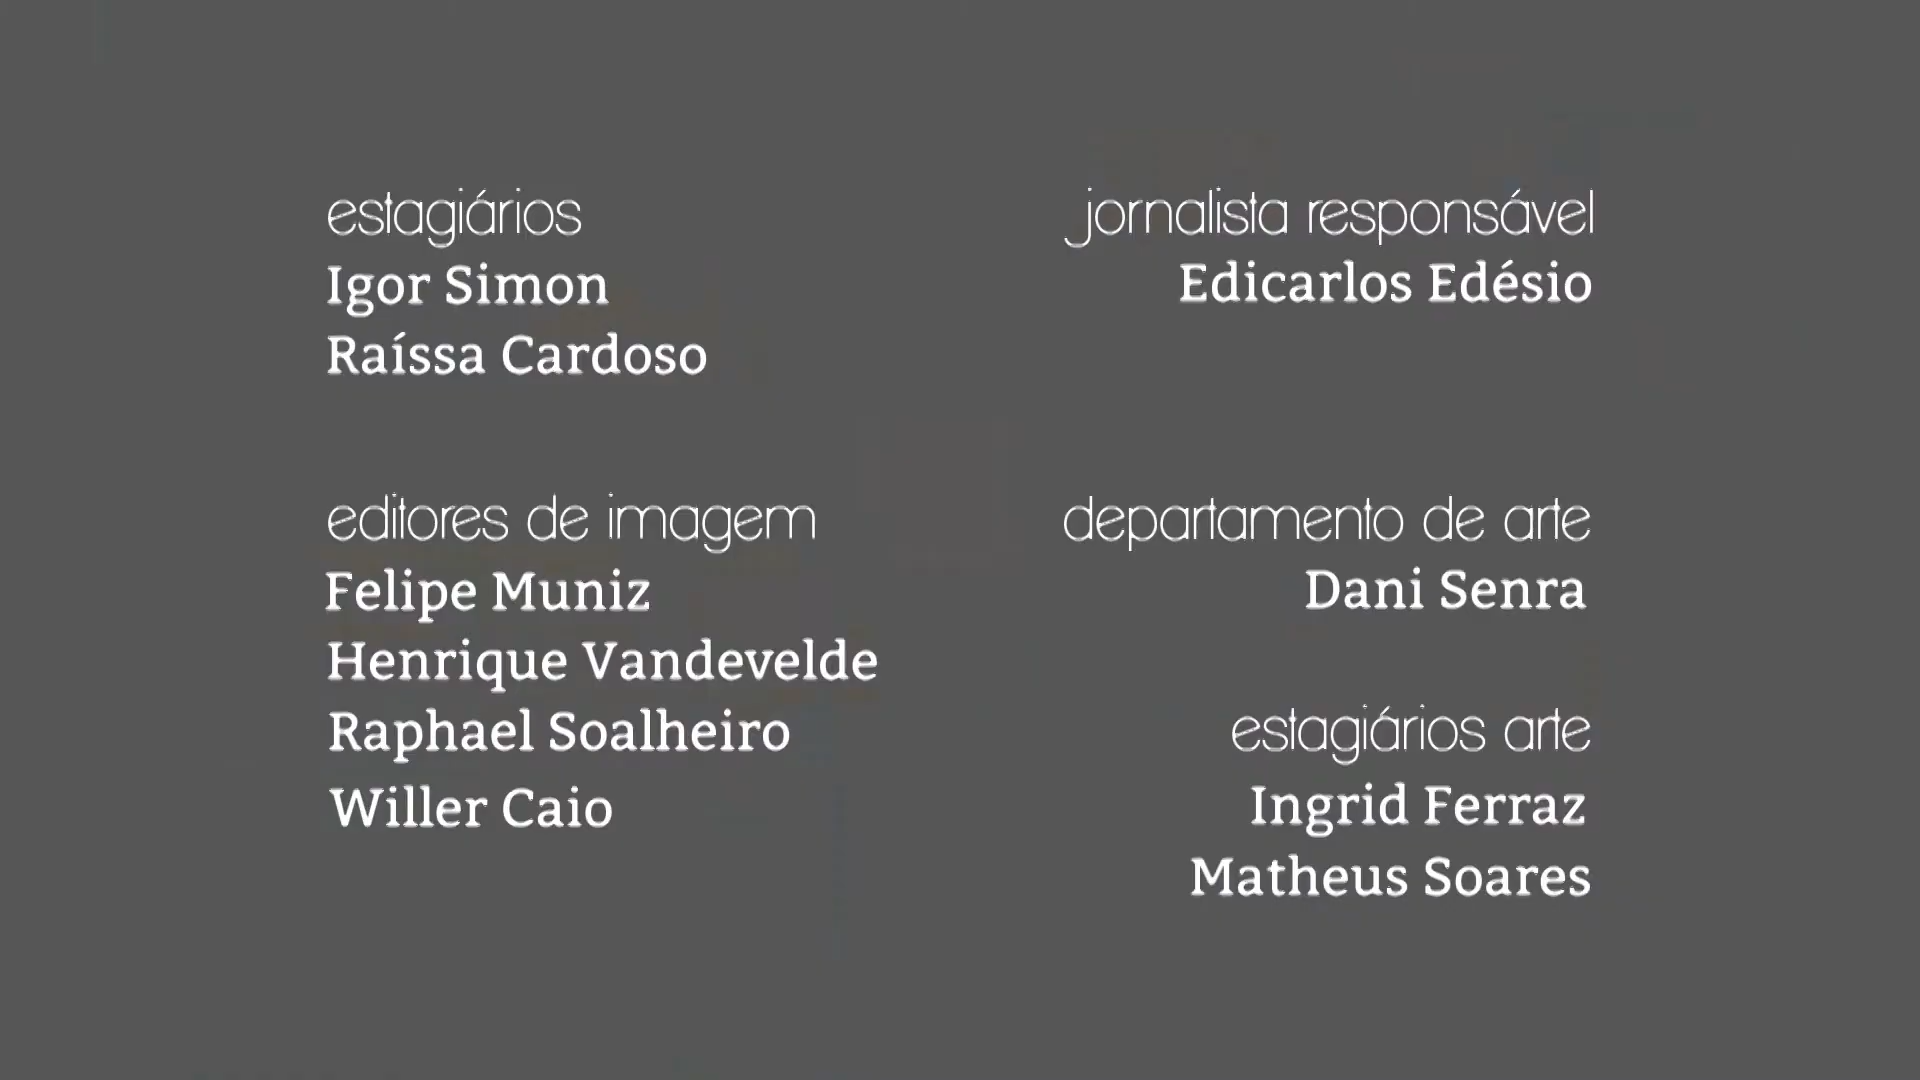 estagiários
Igor Simon
Raíssa Cardoso
editores de imagem
Felipe Muniz
Henrique Vandevelde
Raphael Soalheiro
Willer Caio
jornalista responsável
Edicarlos Edésio
departamento de arte
Dani Senra
estagiários arte
Ingrid Ferraz
Matheus Soares